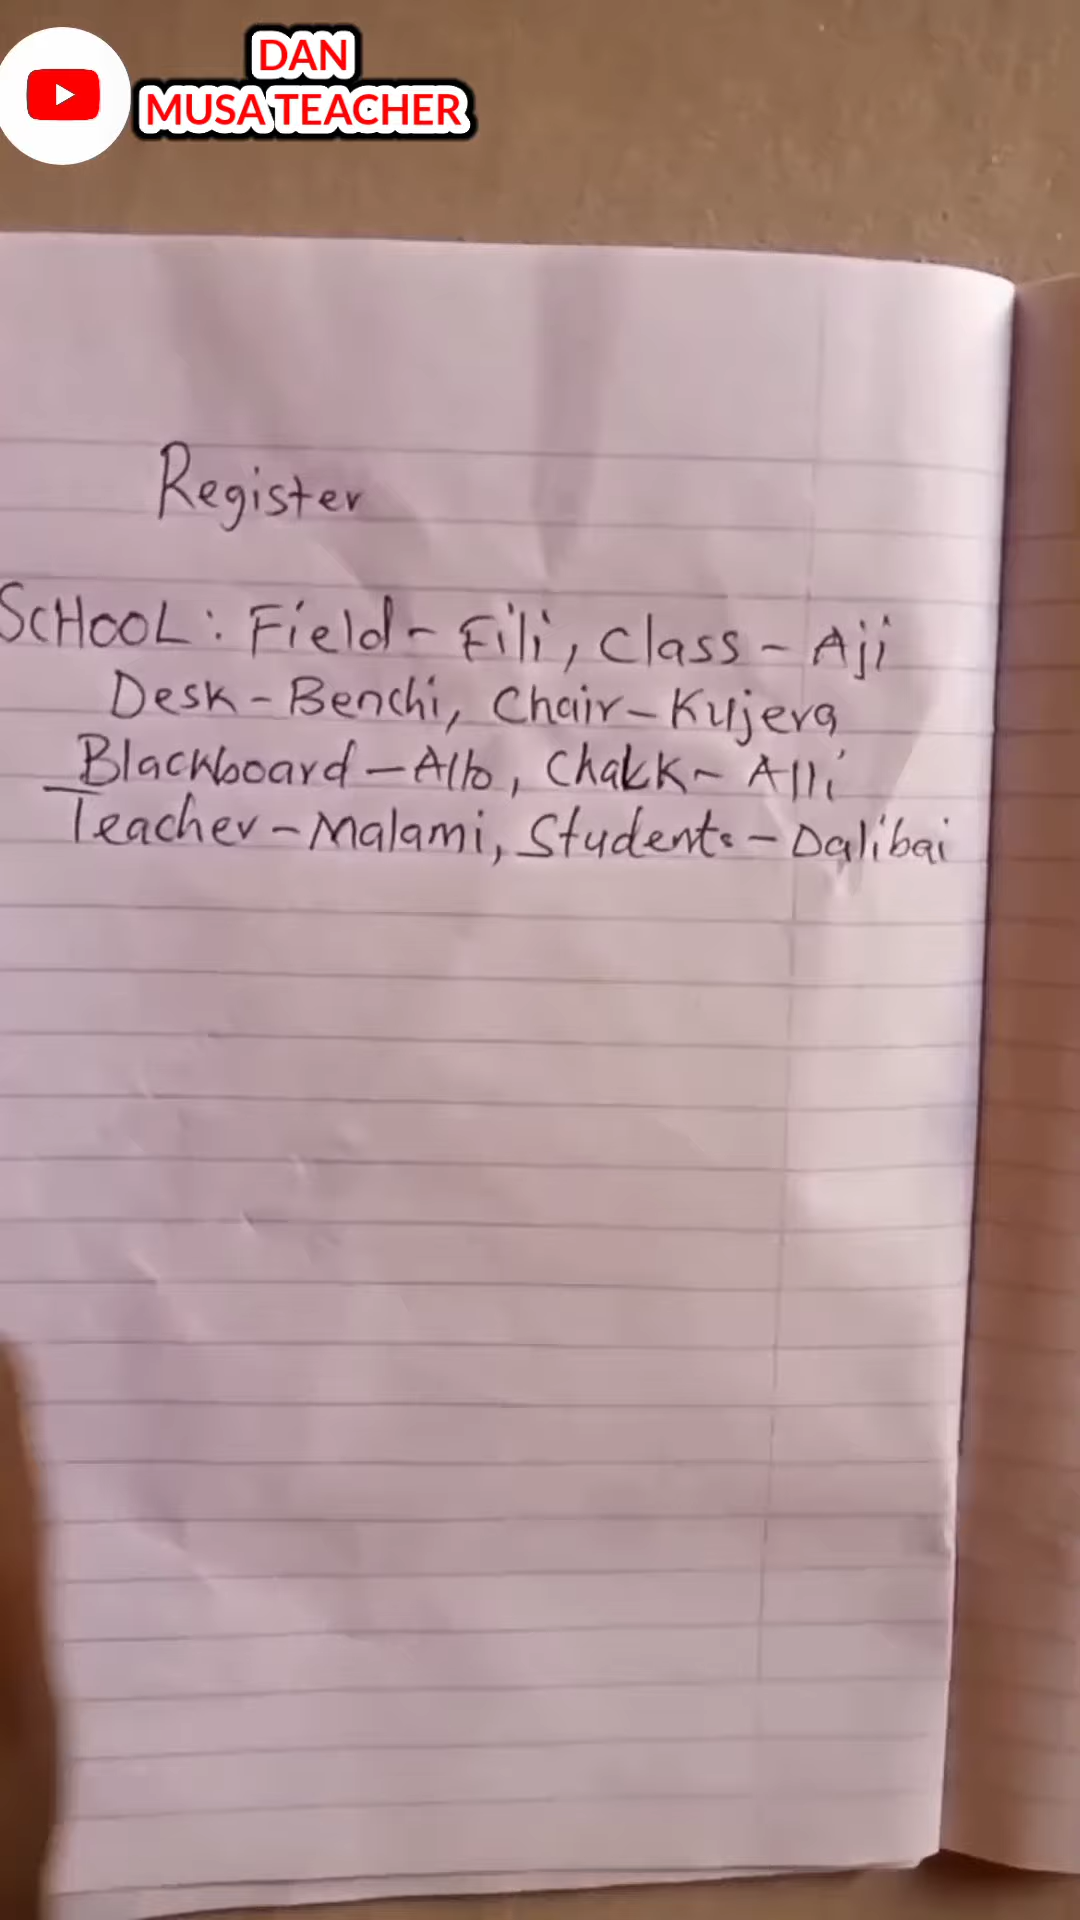 DAN
MUSA TEACHER
Register
SCHOOL: Field - Fili, Class - Aji
Desk - Benchi, Chair - Kujera
Blackboard - Allo, Chalk - Alli
Teacher - Malami, Students - Dalibai